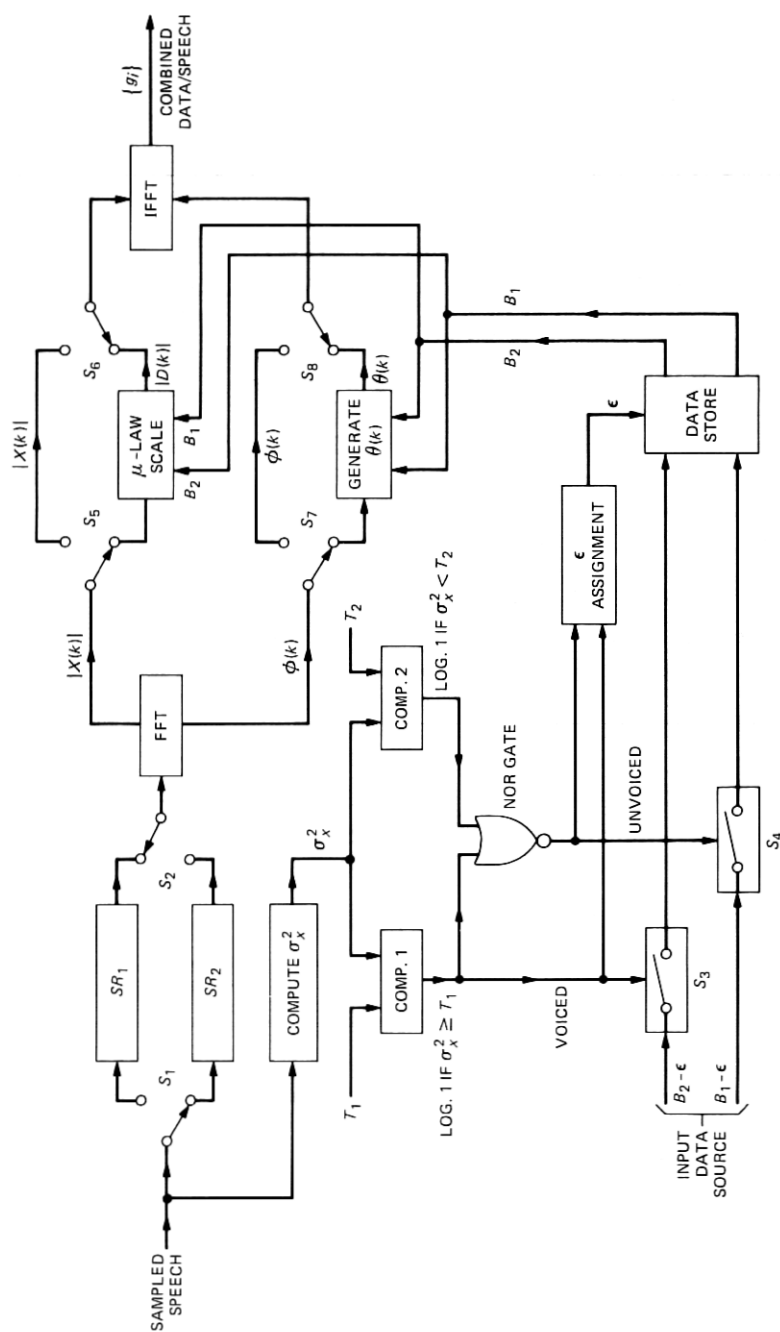 SAMPLED
SPEECH
S1
SR1
SR2
S2
FFT
|X(k)|
ϕ(k)
S5
|X(k)|
μ-LAW
SCALE
B2
B1
|D(k)|
S6
S7
ϕ(k)
GENERATE
θ(k)
θ(k)
S8
IFFT
{gi}
COMBINED
DATA/SPEECH
COMPUTE σx²
σx²
T1
COMP. 1
LOG. 1 IF σx² ≥ T1
T2
COMP. 2
LOG. 1 IF σx² < T2
NOR GATE
VOICED
UNVOICED
ϵ
ASSIGNMENT
ϵ
DATA
STORE
B2
B1
INPUT
DATA
SOURCE
B2 - ϵ
B1 - ϵ
S3
S4